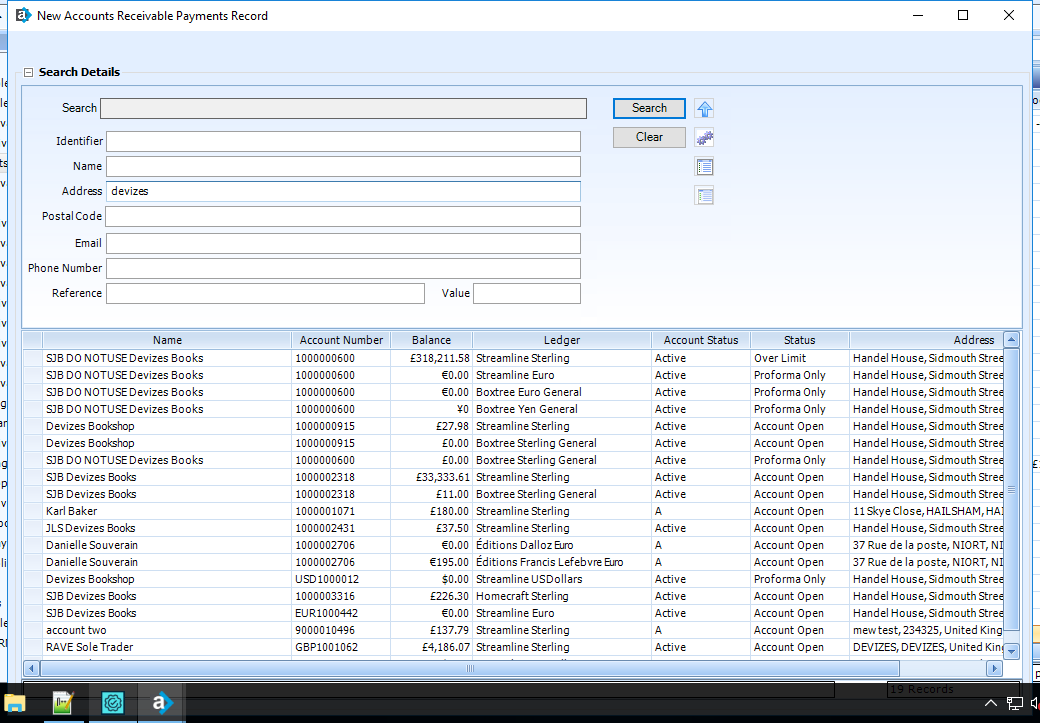 New Accounts Receivable Payments Record
Search Details
Search
Search
Identifier
Clear
Name
Address devizes
Postal Code
Email
Phone Number
Reference Value
Name Account Number Balance Ledger Account Status Status Address
SJB DO NOTUSE Devizes Books 1000000600 £318,211.58 Streamline Sterling Active Over Limit Handel House, Sidmouth Stree
SJB DO NOTUSE Devizes Books 1000000600 €0.00 Streamline Euro Active Proforma Only Handel House, Sidmouth Stree
SJB DO NOTUSE Devizes Books 1000000600 €0.00 Boxtree Euro General Active Proforma Only Handel House, Sidmouth Stree
SJB DO NOTUSE Devizes Books 1000000600 ¥0 Boxtree Yen General Active Proforma Only Handel House, Sidmouth Stree
Devizes Bookshop 1000000915 £27.98 Streamline Sterling Active Account Open Handel House, Sidmouth Stree
Devizes Bookshop 1000000915 £0.00 Boxtree Sterling General Active Account Open Handel House, Sidmouth Stree
SJB DO NOTUSE Devizes Books 1000000600 £0.00 Boxtree Sterling General Active Proforma Only Handel House, Sidmouth Stree
SJB Devizes Books 1000002318 £33,333.61 Streamline Sterling Active Account Open Handel House, Sidmouth Stree
SJB Devizes Books 1000002318 £11.00 Boxtree Sterling General Active Account Open Handel House, Sidmouth Stree
Karl Baker 1000001071 £180.00 Streamline Sterling A Account Open 11 Skye Close, HAILSHAM, HAI
JLS Devizes Books 1000002431 £37.50 Streamline Sterling Active Account Open Handel House, Sidmouth Stree
Danielle Souverain 1000002706 €0.00 Éditions Dalloz Euro A Account Open 37 Rue de la poste, NIORT, NI
Danielle Souverain 1000002706 €195.00 Éditions Francis Lefebvre Euro A Account Open 37 Rue de la poste, NIORT, NI
Devizes Bookshop USD1000012 $0.00 Streamline USDollars Active Proforma Only Handel House, Sidmouth Stree
SJB Devizes Books 1000003316 £226.30 Homecraft Sterling Active Account Open Handel House, Sidmouth Stree
SJB Devizes Books EUR1000442 €0.00 Streamline Euro Active Account Open Handel House, Sidmouth Stree
account two 9000010496 £137.79 Streamline Sterling A Account Open mew test, 234325, United King
RAVE Sole Trader GBP1001062 £4,186.07 Streamline Sterling Active Account Open DEVIZES, DEVIZES, United King
19 Records